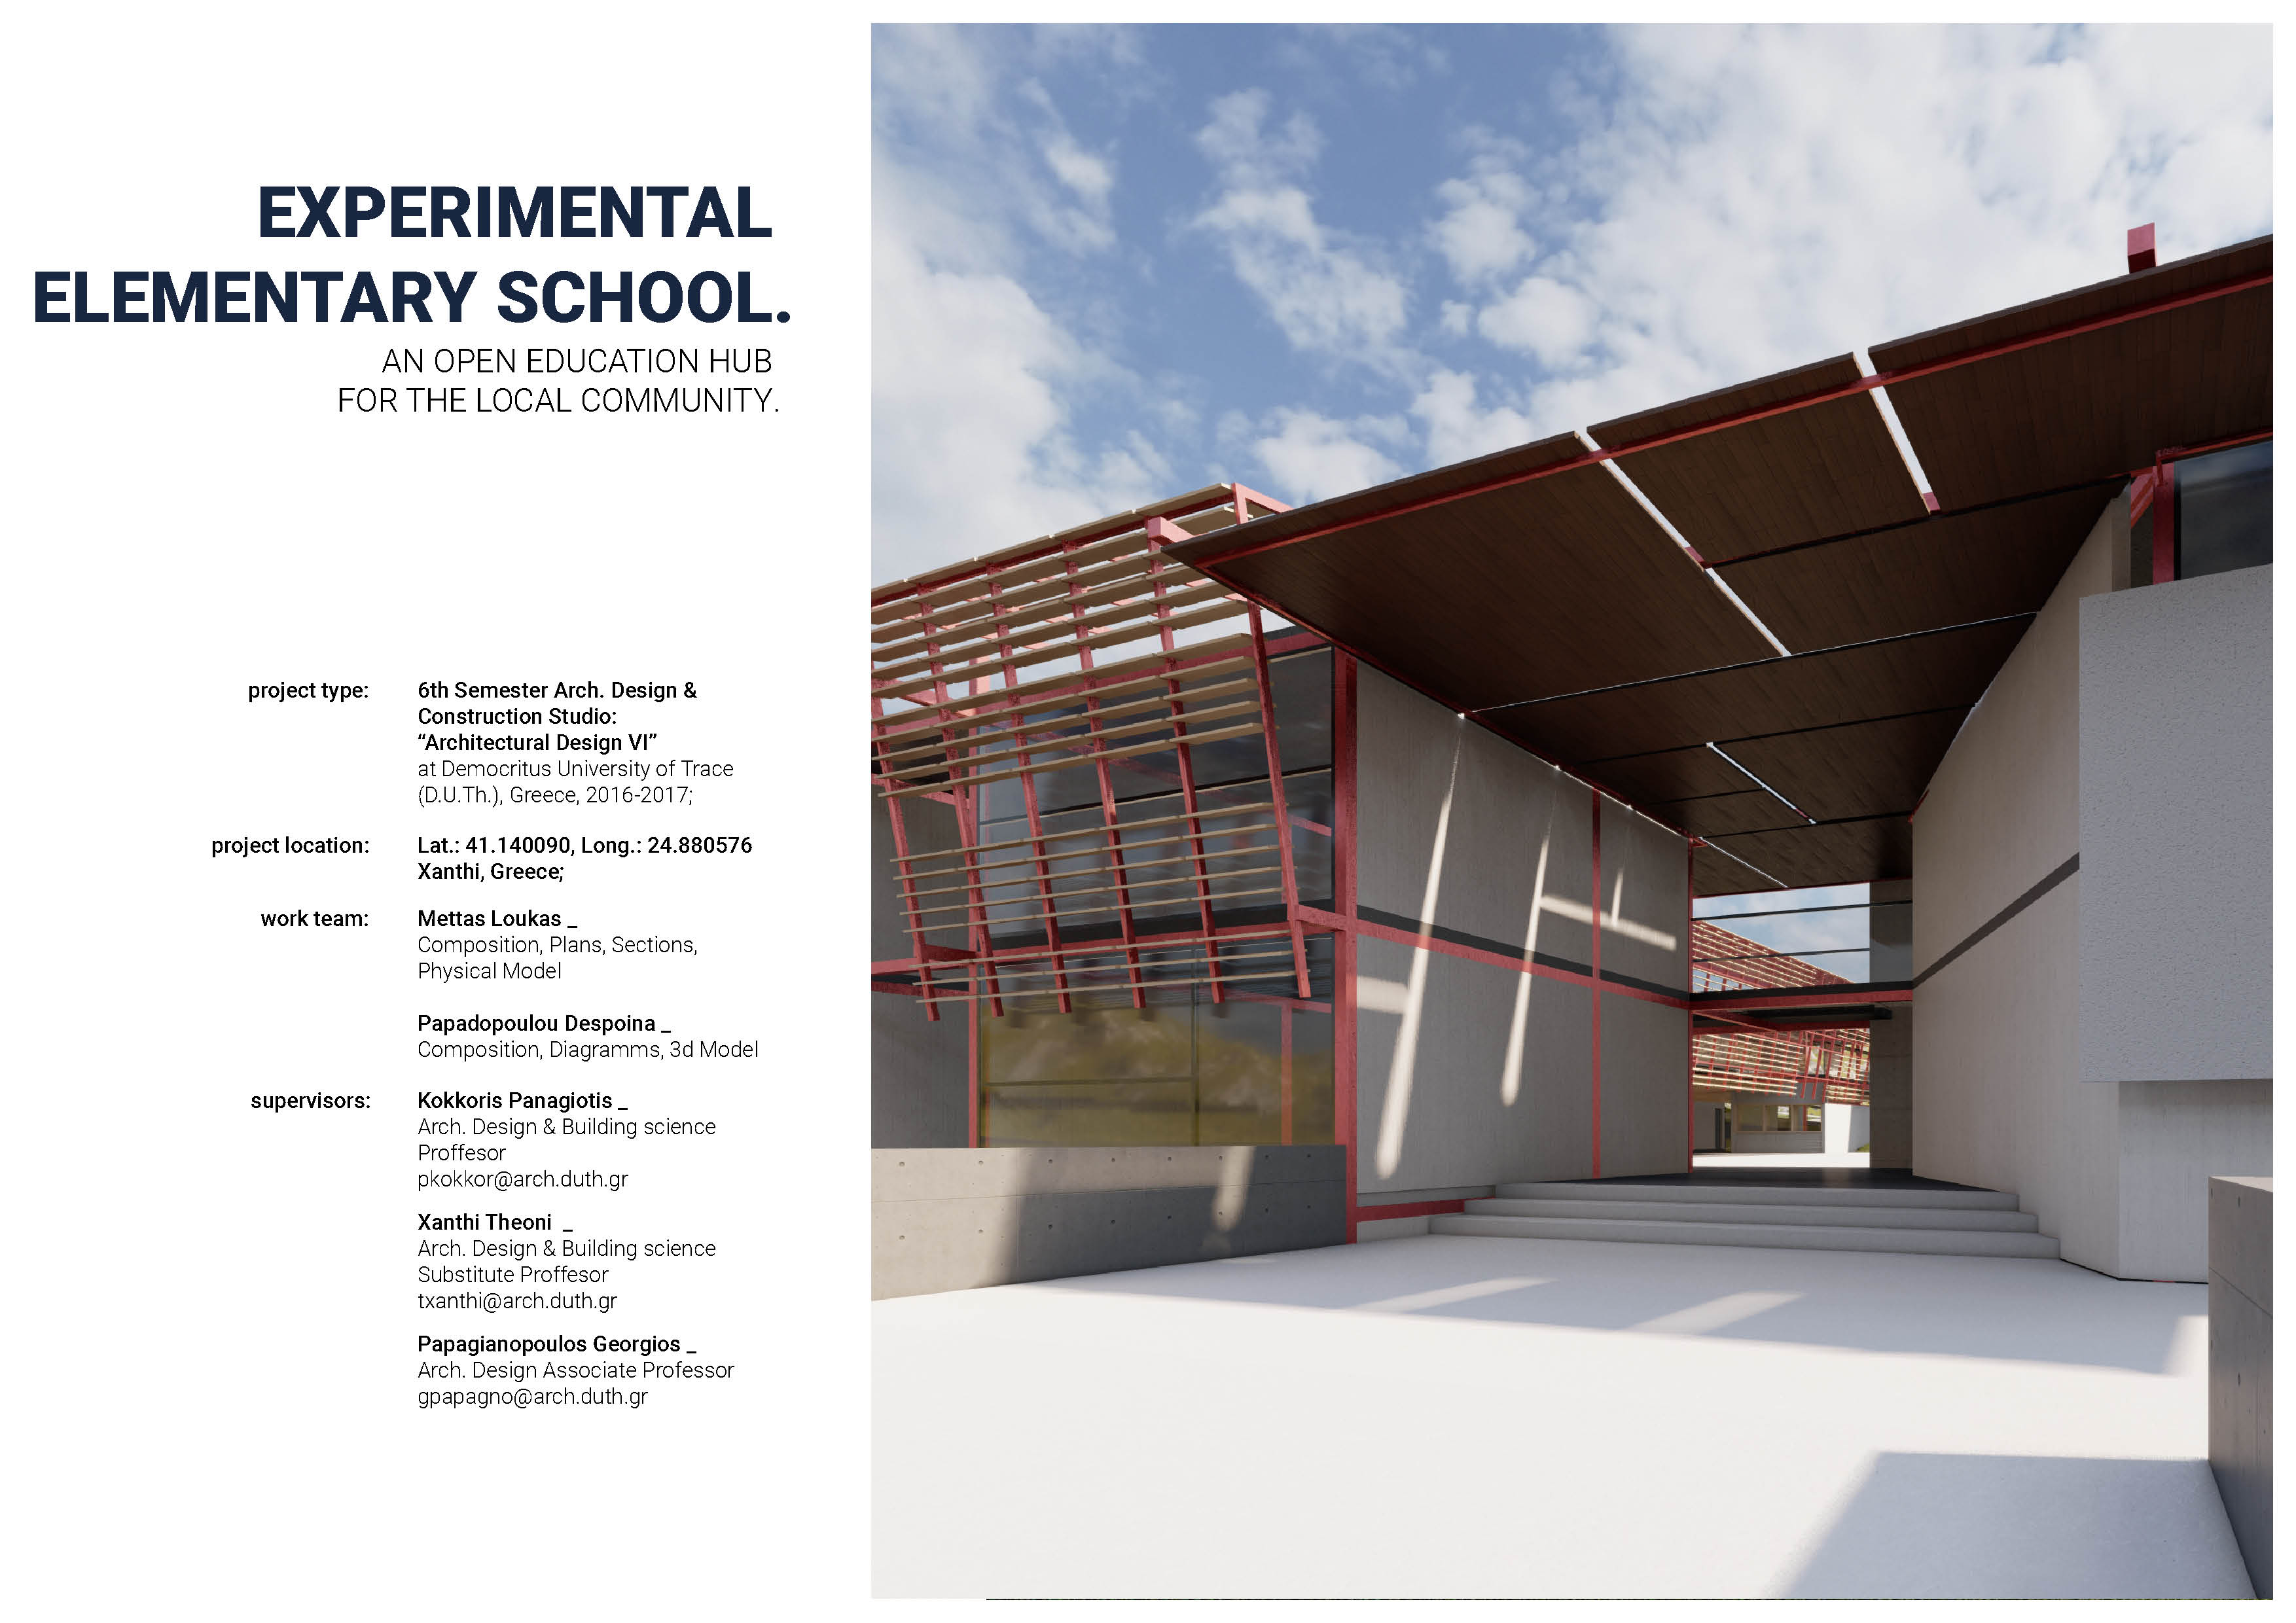 EXPERIMENTAL
ELEMENTARY SCHOOL.
AN OPEN EDUCATION HUB
FOR THE LOCAL COMMUNITY.
project type: 6th Semester Arch. Design &
Construction Studio:
“Architectural Design VI”
at Democritus University of Trace
(D.U.Th.), Greece, 2016-2017;
project location: Lat.: 41.140090, Long.: 24.880576
Xanthi, Greece;
work team: Mettas Loukas _
Composition, Plans, Sections,
Physical Model
Papadopoulou Despoina _
Composition, Diagramms, 3d Model
supervisors: Kokkoris Panagiotis _
Arch. Design & Building science
Proffesor
pkokkor@arch.duth.gr
Xanthi Theoni _
Arch. Design & Building science
Substitute Proffesor
txanthi@arch.duth.gr
Papagianopoulos Georgios _
Arch. Design Associate Professor
gpapagno@arch.duth.gr